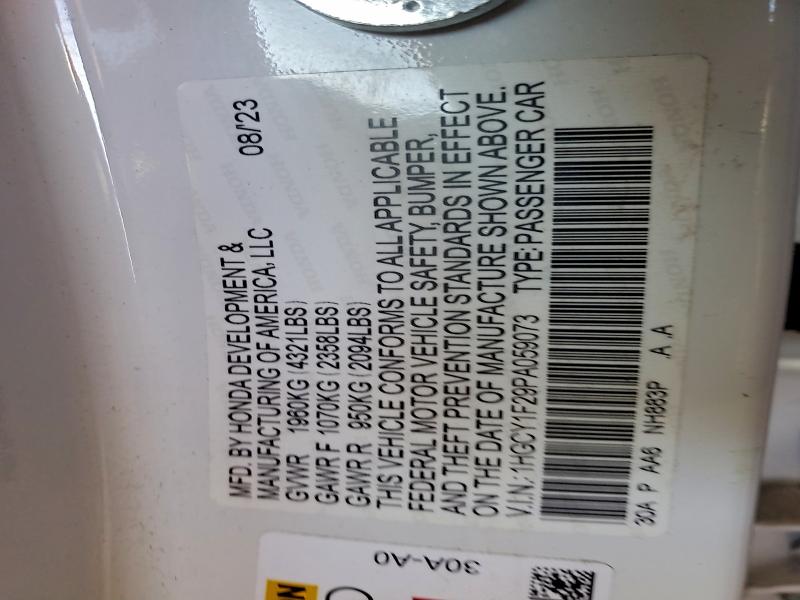 MFD. BY HONDA DEVELOPMENT &
MANUFACTURING OF AMERICA, LLC 08/'23
GVWR 1960KG (4321LBS)
GAWR F 1070KG (2358LBS)
GAWR R 950KG (2094LBS)
THIS VEHICLE CONFORMS TO ALL APPLICABLE
FEDERAL MOTOR VEHICLE SAFETY, BUMPER,
AND THEFT PREVENTION STANDARDS IN EFFECT
ON THE DATE OF MANUFACTURE SHOWN ABOVE.
V.I.N.: 1HGCY1F29PA059073 TYPE: PASSENGER CAR
30A P AA6 NH883P A .A
30A-A0